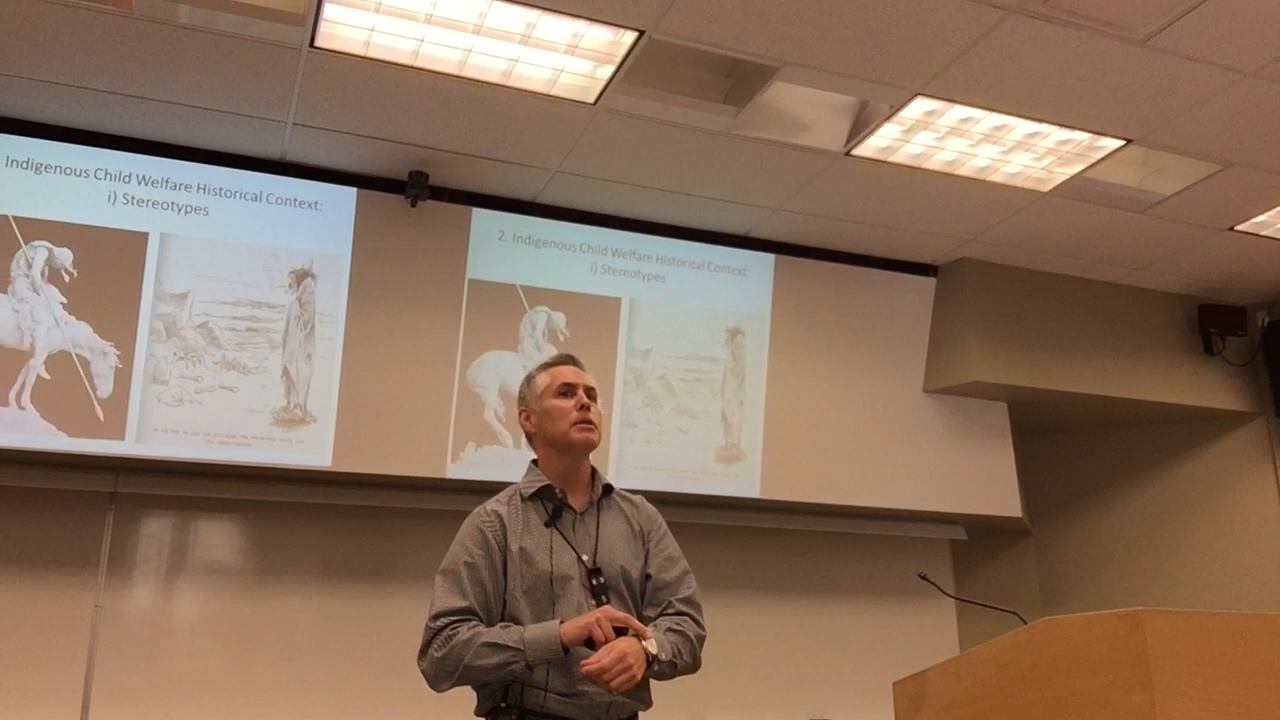 Indigenous Child Welfare Historical Context:
i) Stereotypes
2. Indigenous Child Welfare Historical Context:
i) Stereotypes